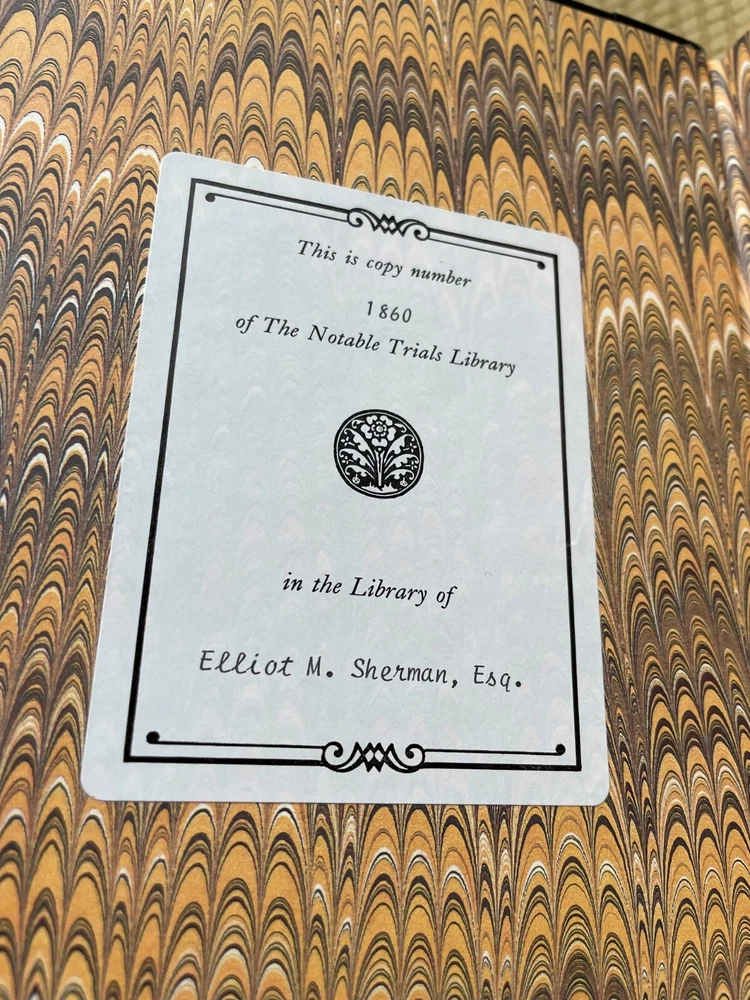 This is copy number
1860
of The Notable Trials Library
in the Library of
Elliot M. Sherman, Esq.